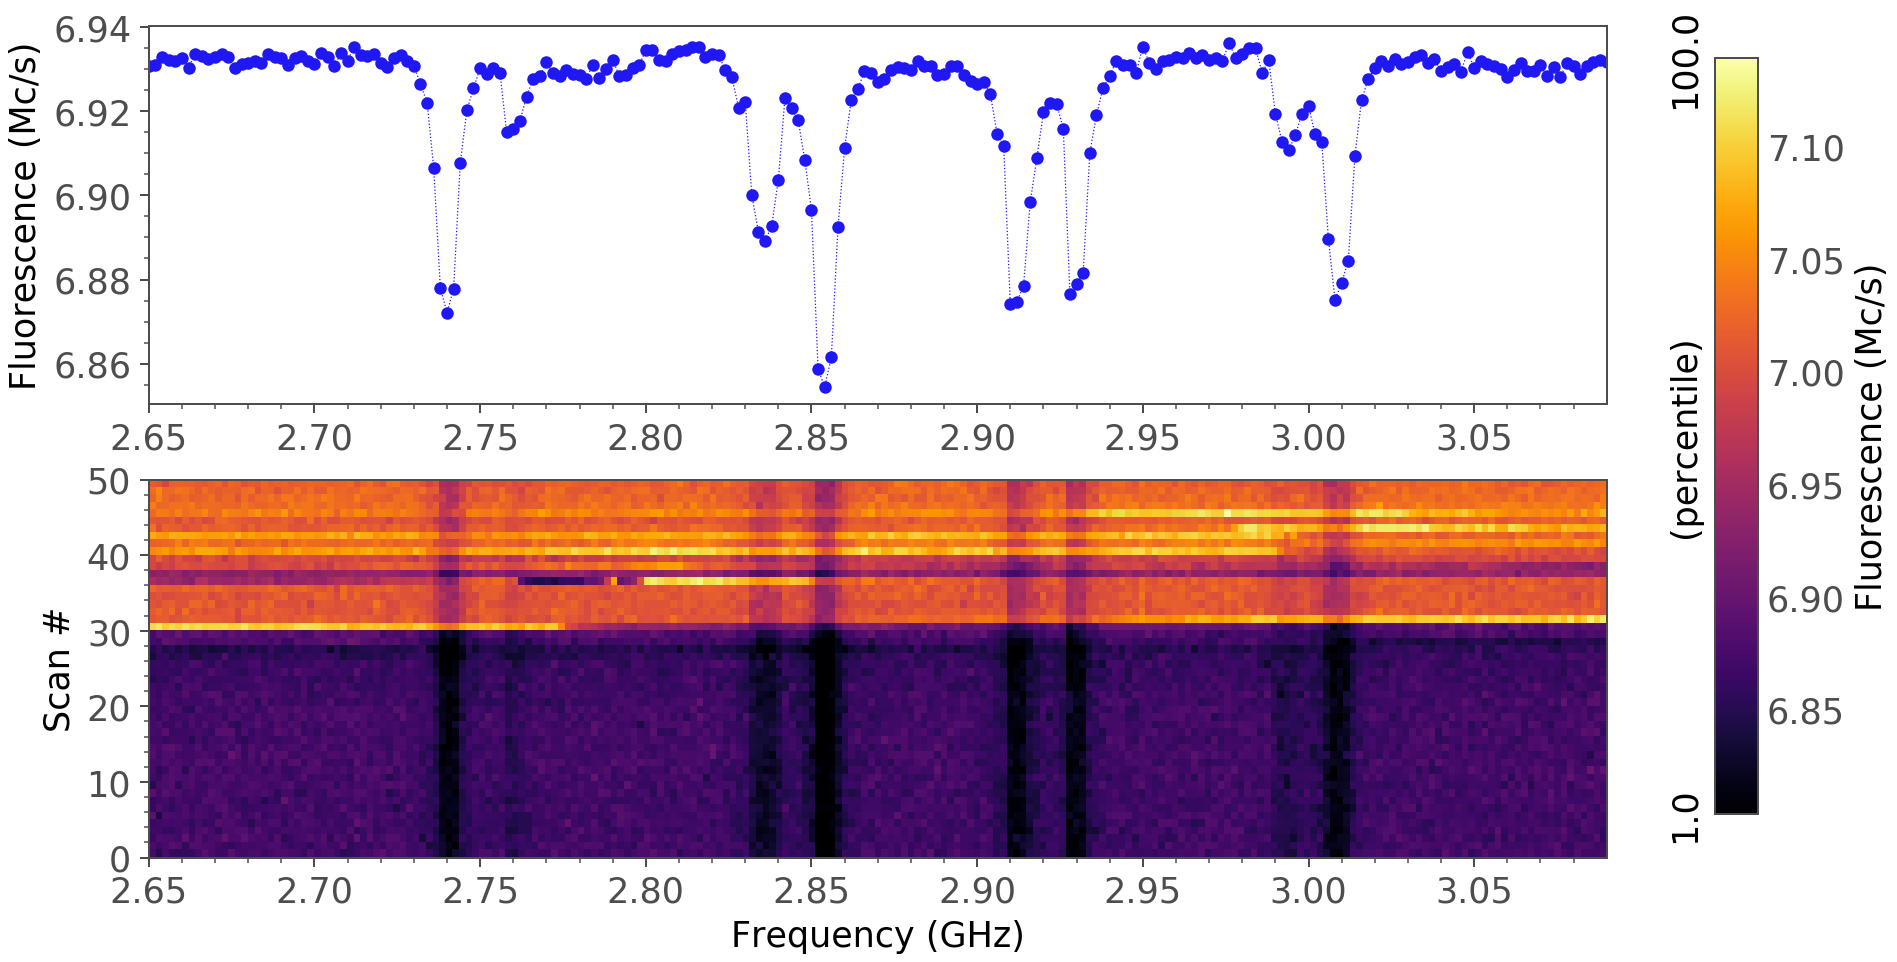 Fluorescence (Mc/s)
6.94
6.92
6.90
6.88
6.86
2.65 2.70 2.75 2.80 2.85 2.90 2.95 3.00 3.05
Scan #
50
40
30
20
10
0
2.65 2.70 2.75 2.80 2.85 2.90 2.95 3.00 3.05
Frequency (GHz)
100.0
(percentile)
1.0
7.10
7.05
7.00
6.95
6.90
6.85
Fluorescence (Mc/s)